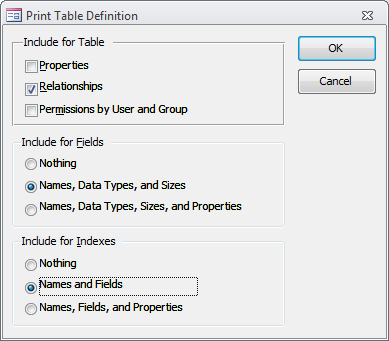 Print Table Definition
Include for Table
OK
Properties
Relationships
Cancel
Permissions by User and Group
Include for Fields
Nothing
Names, Data Types, and Sizes
Names, Data Types, Sizes, and Properties
Include for Indexes
Nothing
Names and Fields
Names, Fields, and Properties